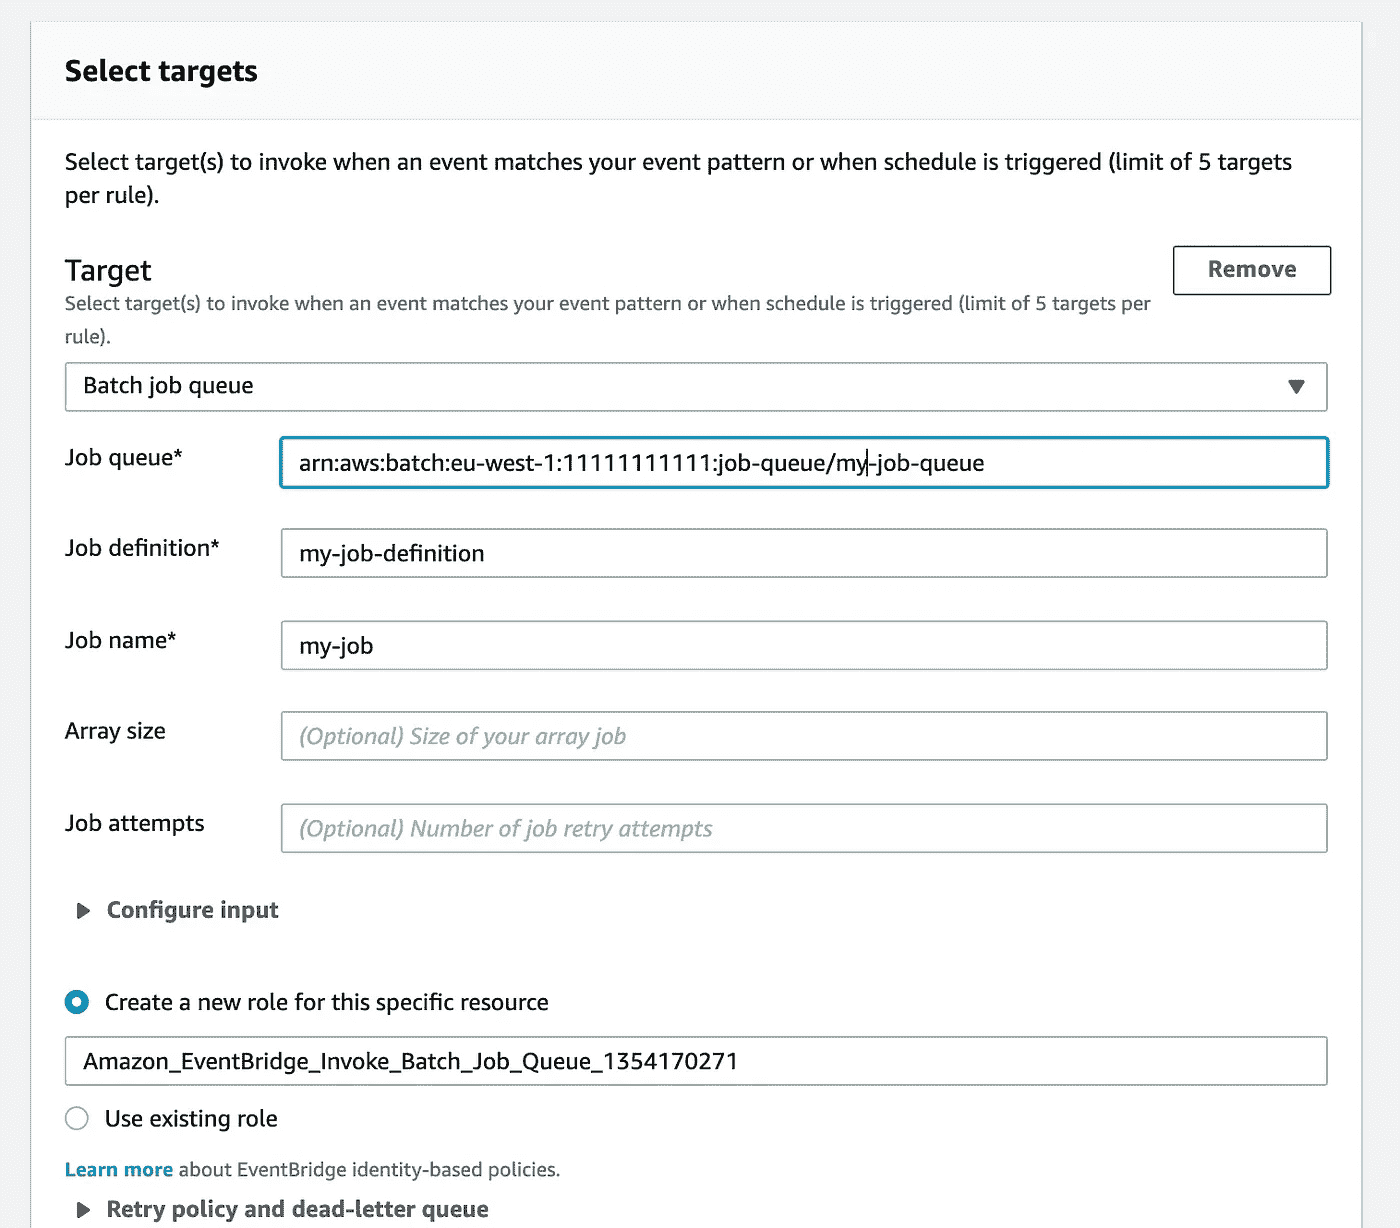 Select targets
Select target(s) to invoke when an event matches your event pattern or when schedule is triggered (limit of 5 targets
per rule).
Target
Remove
Select target(s) to invoke when an event matches your event pattern or when schedule is triggered (limit of 5 targets per
rule).
Batch job queue
Job queue*
arn:aws:batch:eu-west-1:11111111111:job-queue/my-job-queue
Job definition*
my-job-definition
Job name*
my-job
Array size
(Optional) Size of your array job
Job attempts
(Optional) Number of job retry attempts
Configure input
Create a new role for this specific resource
Amazon_EventBridge_Invoke_Batch_Job_Queue_1354170271
Use existing role
Learn more about EventBridge identity-based policies.
Retry policy and dead-letter queue